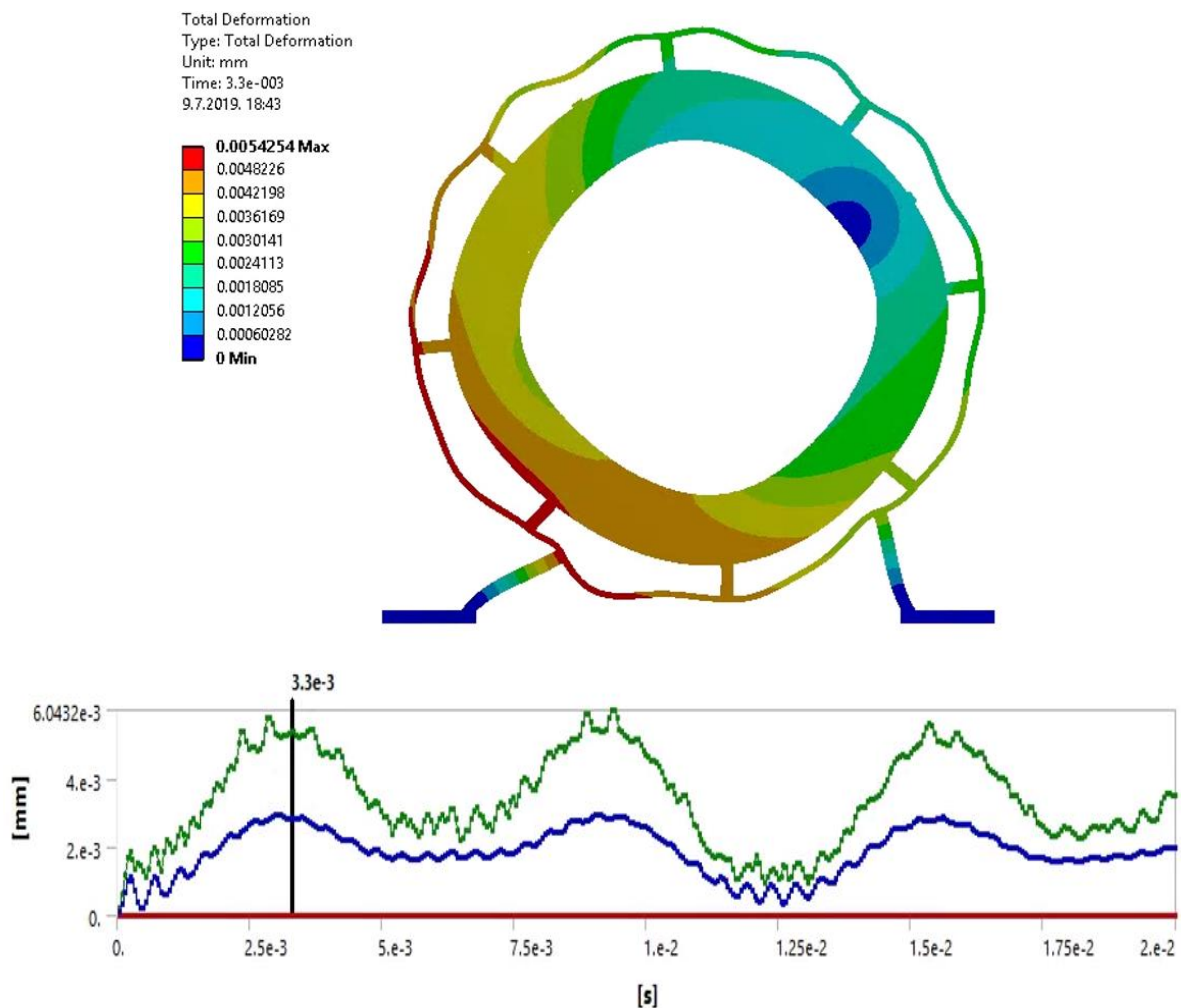 Total Deformation
Type: Total Deformation
Unit: mm
Time: 3.3e-003
9.7.2019. 18:43
0.0054254 Max
0.0048226
0.0042198
0.0036169
0.0030141
0.0024113
0.0018085
0.0012056
0.00060282
0 Min
3.3e-3
6.0432e-3
4.e-3
2.e-3
0.
[mm]
0. 2.5e-3 5.e-3 7.5e-3 1.e-2 1.25e-2 1.5e-2 1.75e-2 2.e-2
[s]